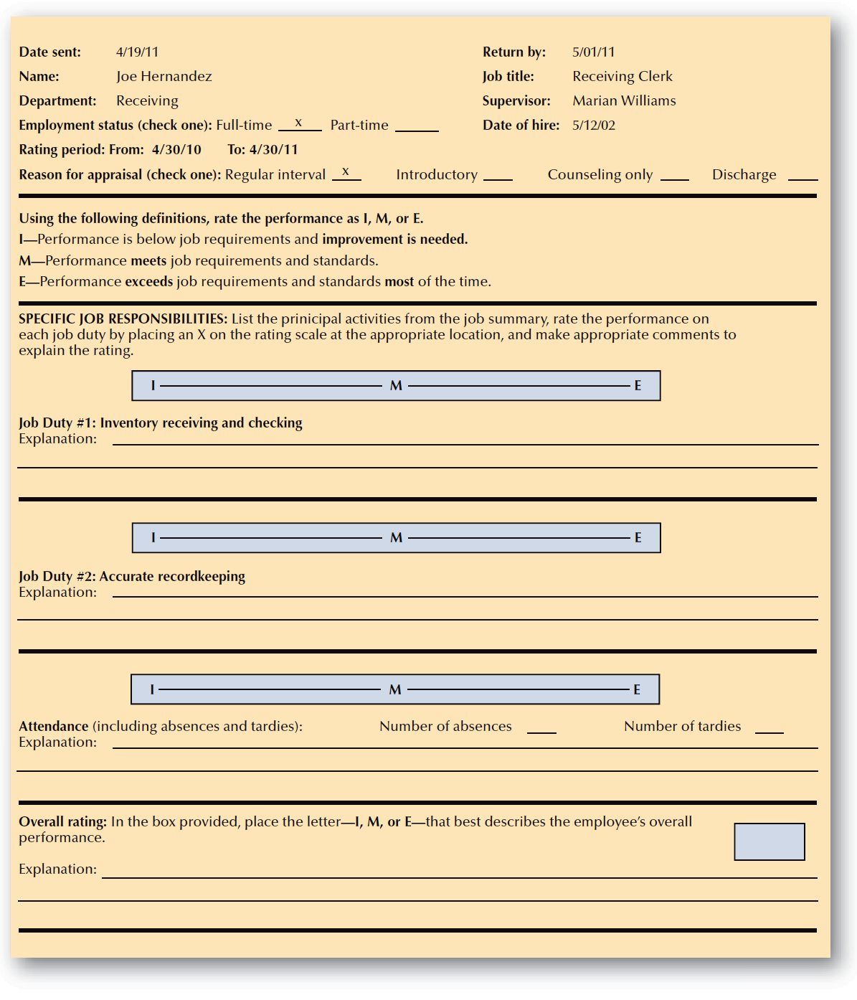 Date sent: 4/19/11 Return by: 5/01/11
Name: Joe Hernandez Job title: Receiving Clerk
Department: Receiving Supervisor: Marian Williams
Employment status (check one): Full-time x Part-time ____ Date of hire: 5/12/02
Rating period: From: 4/30/10 To: 4/30/11
Reason for appraisal (check one): Regular interval x Introductory ____ Counseling only ____ Discharge ____
Using the following definitions, rate the performance as I, M, or E.
I—Performance is below job requirements and improvement is needed.
M—Performance meets job requirements and standards.
E—Performance exceeds job requirements and standards most of the time.
SPECIFIC JOB RESPONSIBILITIES: List the prinicipal activities from the job summary, rate the performance on
each job duty by placing an X on the rating scale at the appropriate location, and make appropriate comments to
explain the rating.
I M E
Job Duty #1: Inventory receiving and checking
Explanation:
I M E
Job Duty #2: Accurate recordkeeping
Explanation:
I M E
Attendance (including absences and tardies): Number of absences ____ Number of tardies ____
Explanation:
Overall rating: In the box provided, place the letter—I, M, or E—that best describes the employee’s overall
performance.
Explanation: